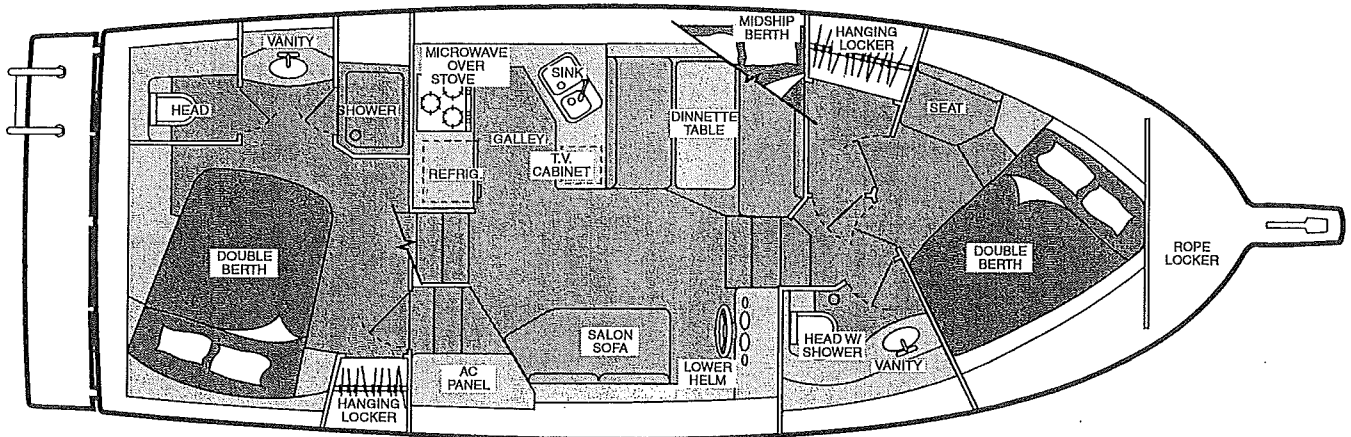 VANITY
HEAD
SHOWER
MICROWAVE
OVER
STOVE
SINK
GALLEY
REFRIG.
T.V.
CABINET
DINNETTE
TABLE
MIDSHIP
BERTH
HANGING
LOCKER
SEAT
DOUBLE
BERTH
ROPE
LOCKER
DOUBLE
BERTH
HANGING
LOCKER
AC
PANEL
SALON
SOFA
LOWER
HELM
HEAD W/
SHOWER
VANITY